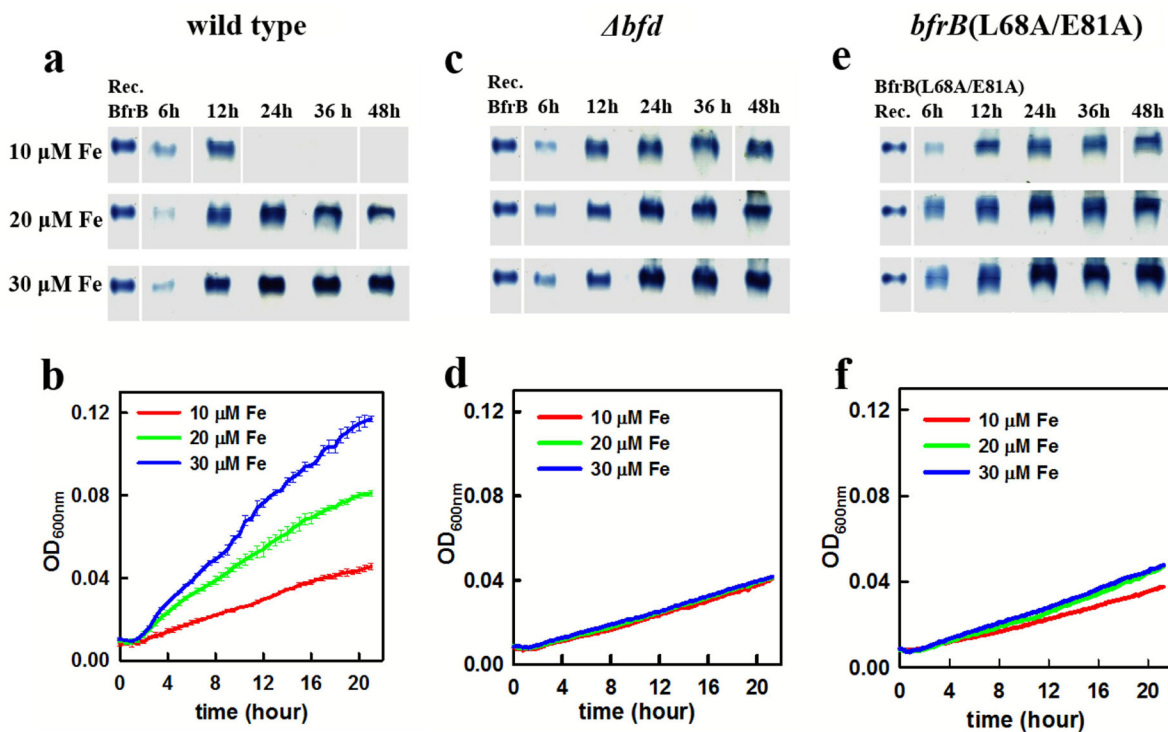 wild type
Δbfd
bfrB(L68A/E81A)
a
Rec.
BfrB 6h 12h 24h 36 h 48h
10 µM Fe
20 µM Fe
30 µM Fe
c
Rec.
BfrB 6h 12h 24h 36 h 48h
e
BfrB(L68A/E81A)
Rec. 6h 12h 24h 36h 48h
b
10 µM Fe
20 µM Fe
30 µM Fe
OD600nm
0.12
0.08
0.04
0.00
0 4 8 12 16 20
time (hour)
d
10 µM Fe
20 µM Fe
30 µM Fe
OD600nm
0.12
0.08
0.04
0.00
0 4 8 12 16 20
time (hour)
f
10 µM Fe
20 µM Fe
30 µM Fe
OD600nm
0.12
0.08
0.04
0.00
0 4 8 12 16 20
time (hour)